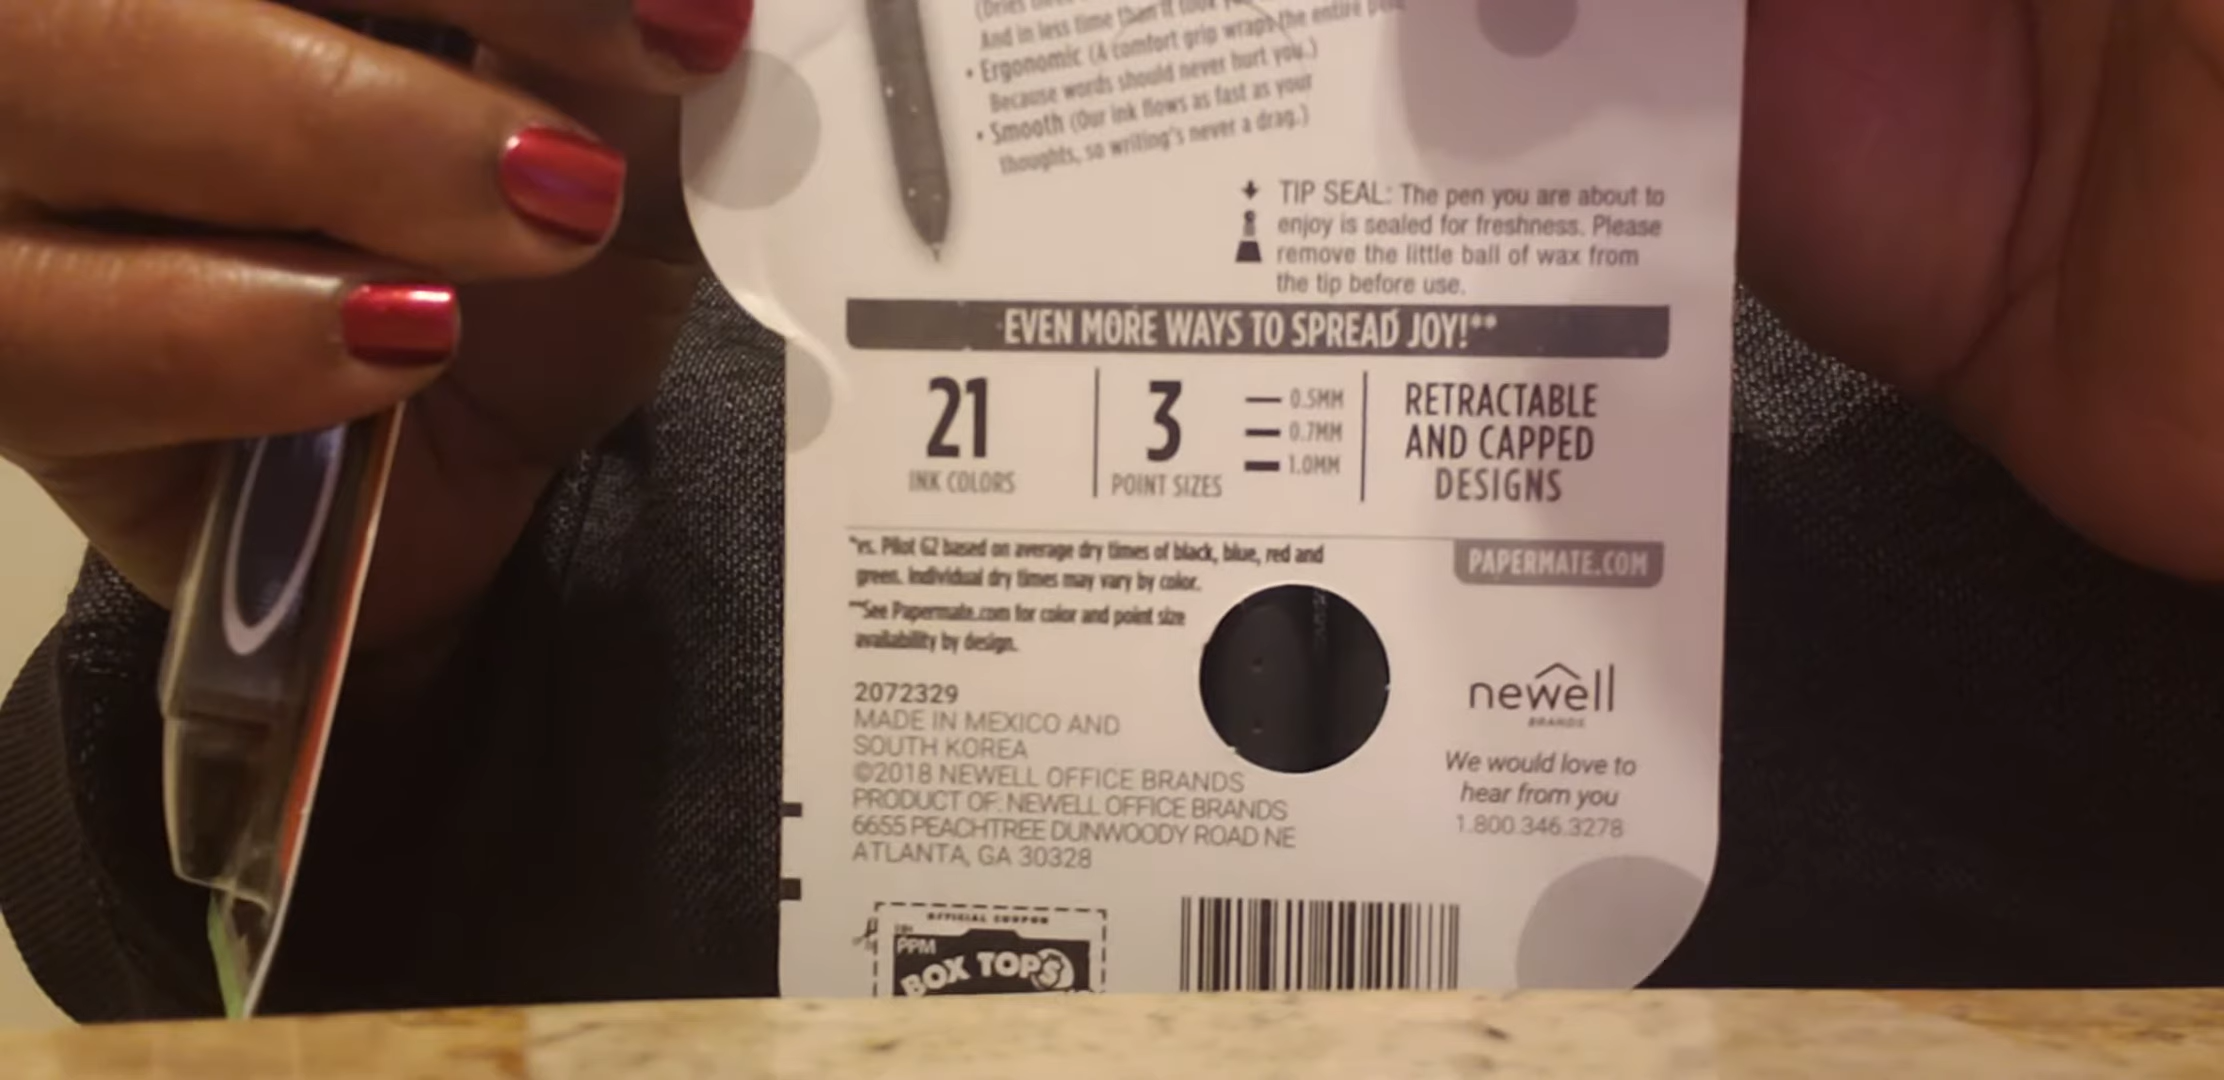 And in less time than it took
• Ergonomic (A comfort grip wraps the entire
Because words should never hurt you.)
• Smooth (Our ink flows as fast as your
thoughts, so writing's never a drag.)
TIP SEAL: The pen you are about to
enjoy is sealed for freshness. Please
remove the little ball of wax from
the tip before use.
EVEN MORE WAYS TO SPREAD JOY!**
21
INK COLORS
3
POINT SIZES
0.5MM
0.7MM
1.0MM
RETRACTABLE
AND CAPPED
DESIGNS
*vs. Pilot G2 based on average dry times of black, blue, red and
green. Individual dry times may vary by color.
**See Papermate.com for color and point size
availability by design.
PAPERMATE.COM
2072329
MADE IN MEXICO AND
SOUTH KOREA
©2018 NEWELL OFFICE BRANDS
PRODUCT OF: NEWELL OFFICE BRANDS
6655 PEACHTREE DUNWOODY ROAD NE
ATLANTA, GA 30328
newell
BRANDS
We would love to
hear from you
1.800.346.3278
OFFICIAL COUPON
PPM
BOX TOPS